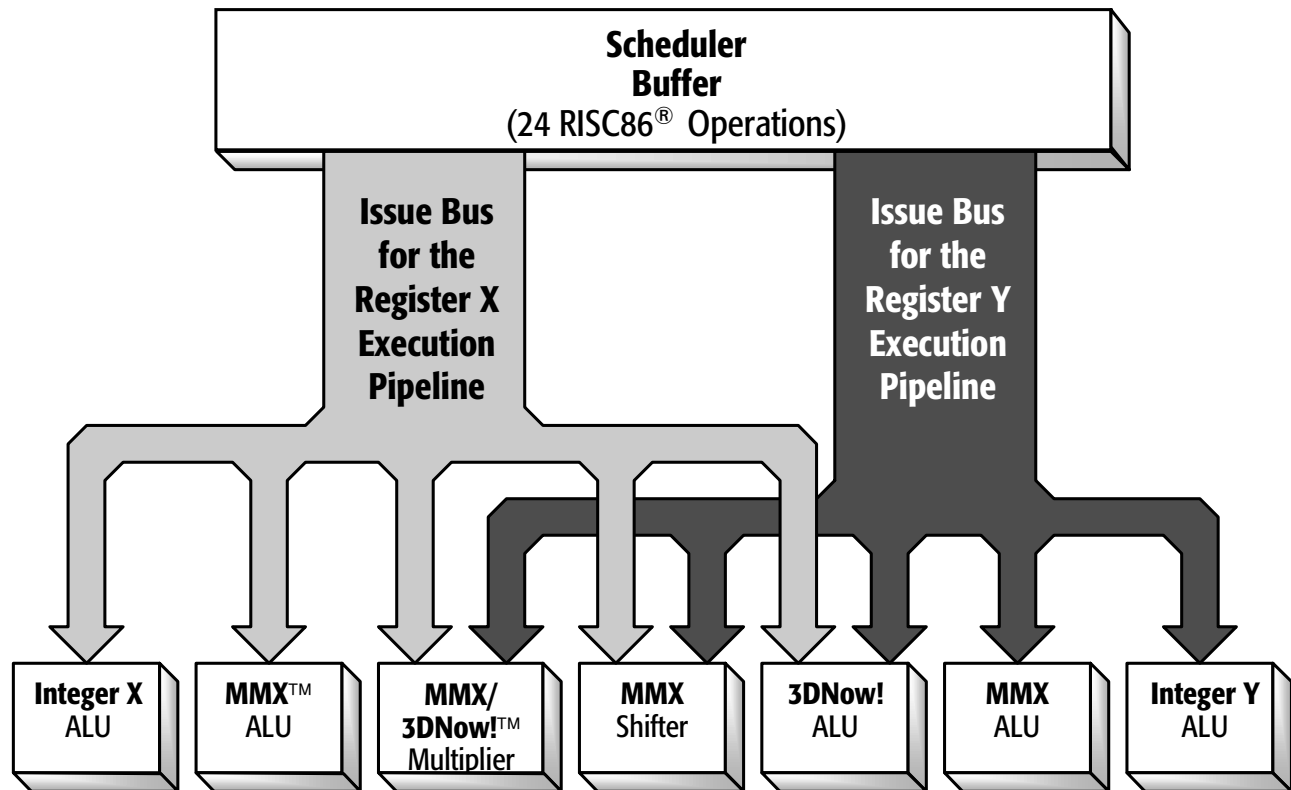 Scheduler
Buffer
(24 RISC86® Operations)
Issue Bus
for the
Register X
Execution
Pipeline
Issue Bus
for the
Register Y
Execution
Pipeline
Integer X
ALU
MMX™
ALU
MMX/
3DNow!™
Multiplier
MMX
Shifter
3DNow!
ALU
MMX
ALU
Integer Y
ALU